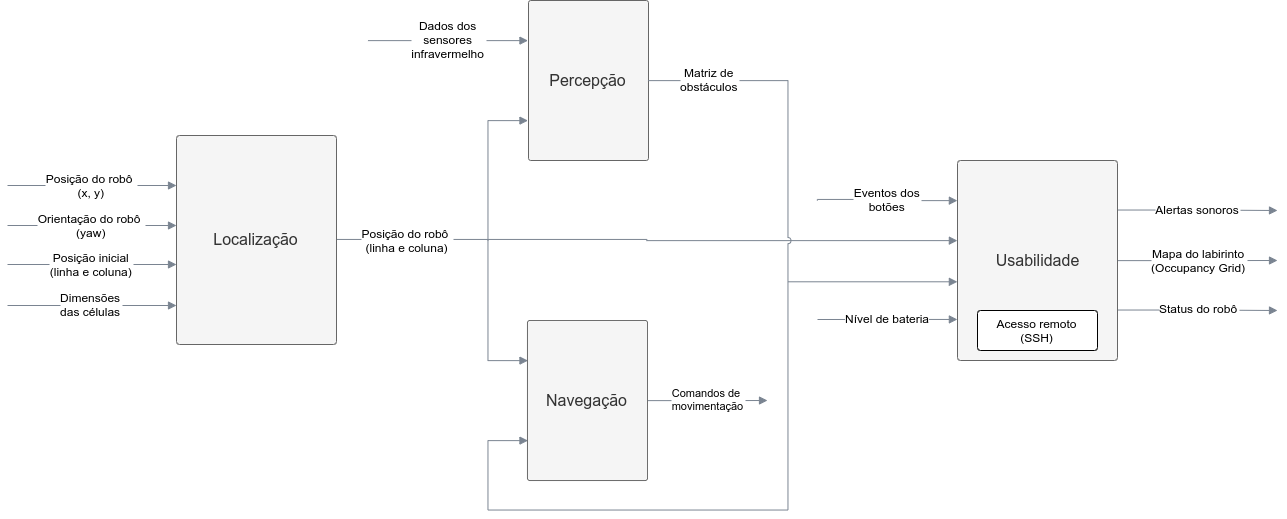 Dados dos
sensores
infravermelho
Percepção
Matriz de
obstáculos
Posição do robô
(x, y)
Orientação do robô
(yaw)
Posição inicial
(linha e coluna)
Dimensões
das células
Localização
Posição do robô
(linha e coluna)
Eventos dos
botões
Nível de bateria
Usabilidade
Acesso remoto
(SSH)
Alertas sonoros
Mapa do labirinto
(Occupancy Grid)
Status do robô
Navegação
Comandos de
movimentação